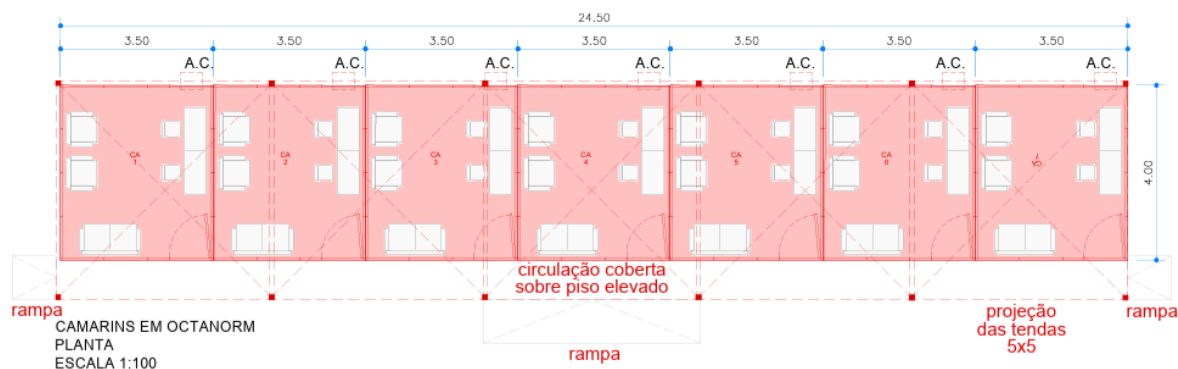 24.50
3.50 3.50 3.50 3.50 3.50 3.50 3.50
A.C. A.C. A.C. A.C. A.C. A.C. A.C.
CA CA CA CA CA CA
1 2 3 4 5 6
4.00
circulação coberta
sobre piso elevado
rampa
projeção
das tendas
5x5
rampa
CAMARINS EM OCTANORM
PLANTA
ESCALA 1:100
rampa